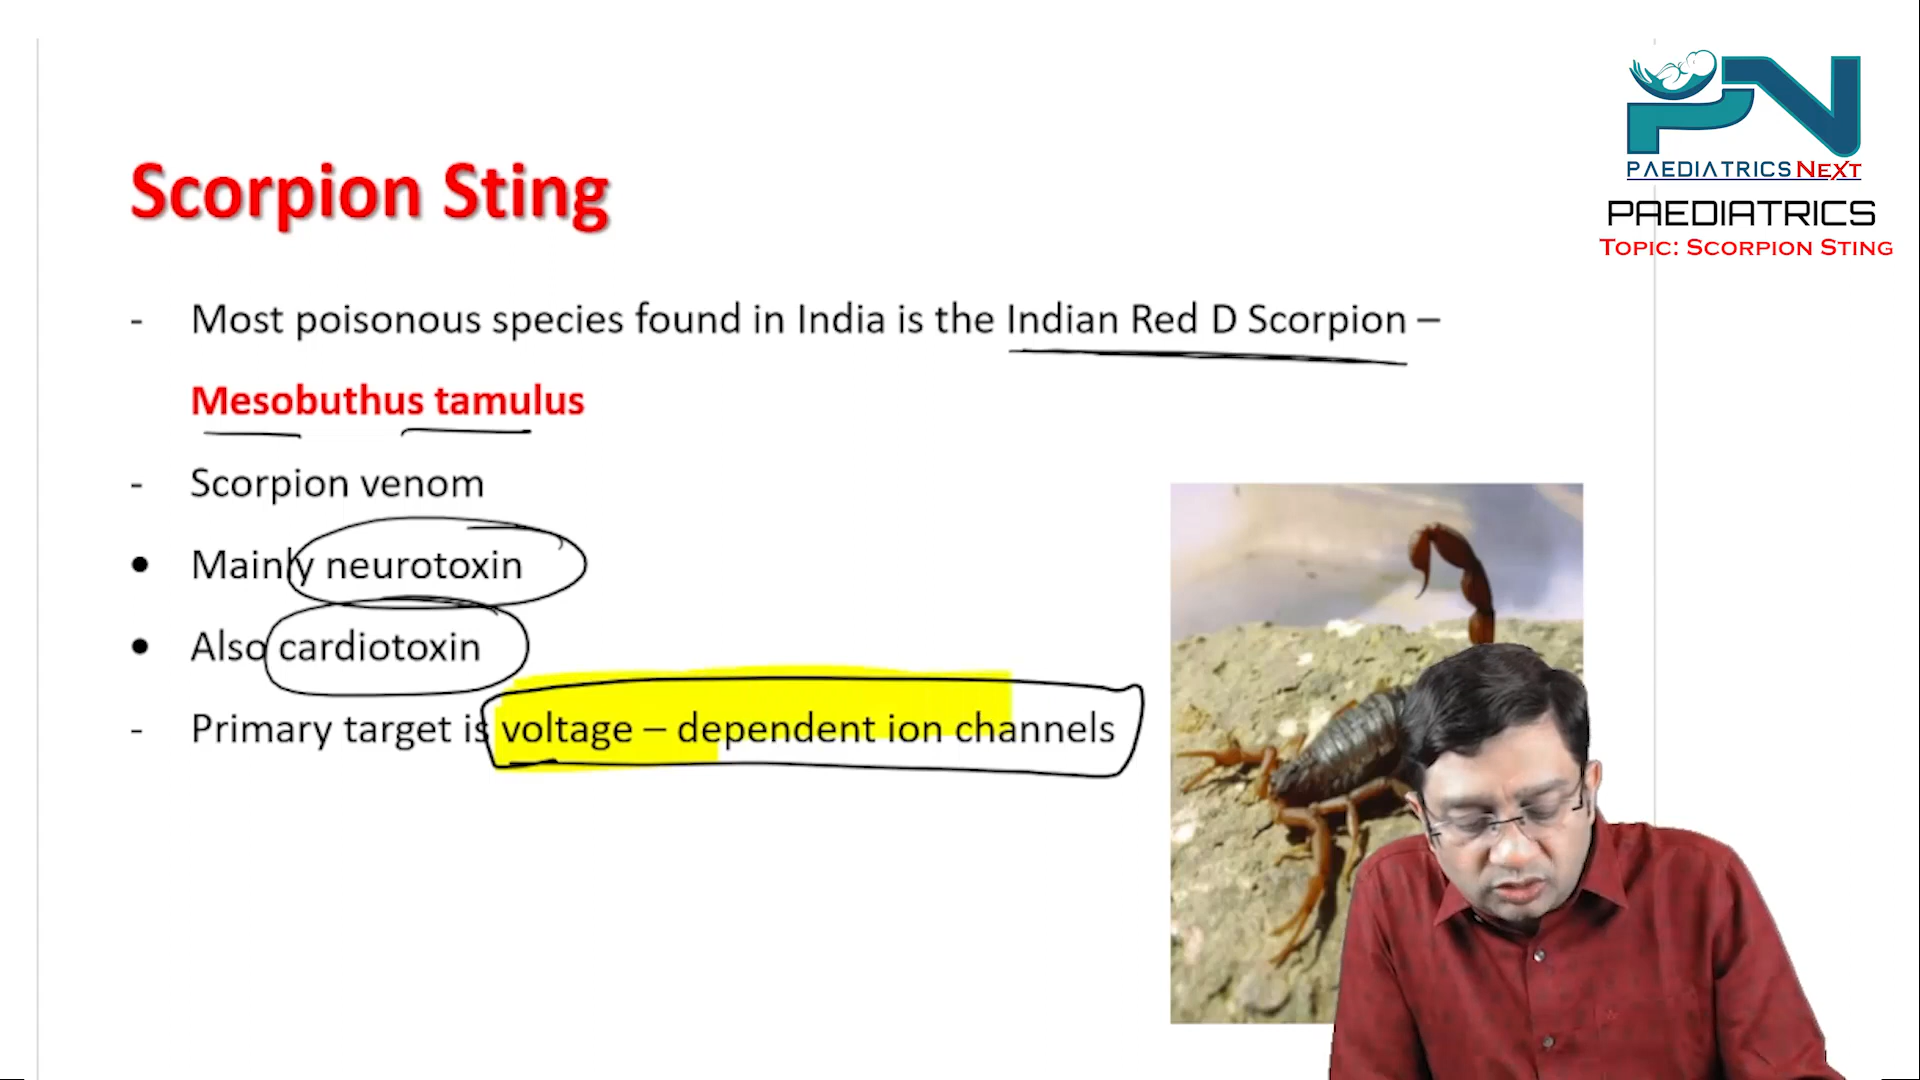 PAEDIATRICS NEXT
PAEDIATRICS
TOPIC: SCORPION STING
Scorpion Sting
- Most poisonous species found in India is the Indian Red D Scorpion –
Mesobuthus tamulus
- Scorpion venom
• Mainly neurotoxin
• Also cardiotoxin
- Primary target is voltage – dependent ion channels